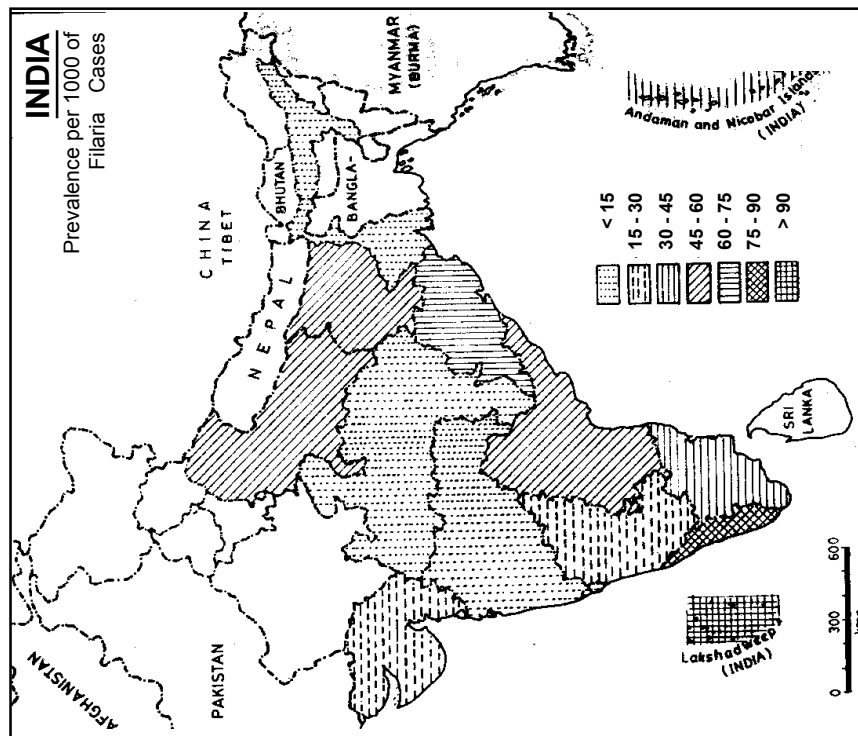 INDIA
Prevalence per 1000 of
Filaria Cases
CHINA
TIBET
AFGHANISTAN
PAKISTAN
NEPAL
BHUTAN
BANGLA-
MYANMAR
(BURMA)
Andaman and Nicobar Island
(INDIA)
< 15
15 - 30
30 - 45
45 - 60
60 - 75
75 - 90
> 90
SRI
LANKA
Lakshadweep
(INDIA)
0 300 600